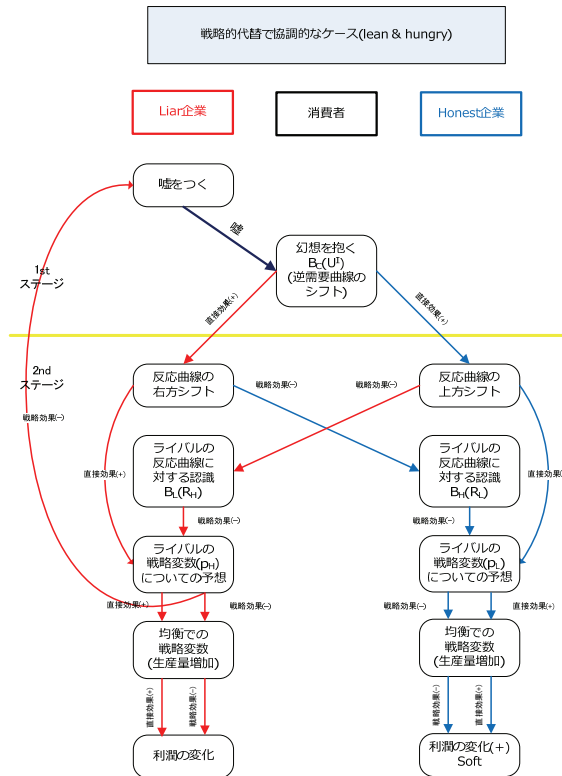 戦略的代替で協調的なケース(lean & hungry)
Liar企業
消費者
Honest企業
嘘をつく
嘘
幻想を抱く
B_C(U^I)
(逆需要曲線の
シフト)
1st
ステージ
直接効果(+)
直接効果(+)
2nd
ステージ
反応曲線の
右方シフト
戦略効果(−)
戦略効果(−)
反応曲線の
上方シフト
戦略効果(−)
ライバルの
反応曲線に
対する認識
B_L(R_H)
ライバルの
反応曲線に
対する認識
B_H(R_L)
直接効果(+)
直接効果(
戦略効果(−)
戦略効果(−)
ライバルの
戦略変数(p_H)
についての予想
ライバルの
戦略変数(p_L)
についての予想
直接効果(+)
戦略効果(−)
戦略効果(−)
直接効果(+)
均衡での
戦略変数
(生産量増加)
均衡での
戦略変数
(生産量増加)
直接効果(+)
戦略効果(−)
戦略効果(−)
直接効果(+)
利潤の変化
利潤の変化(+)
Soft